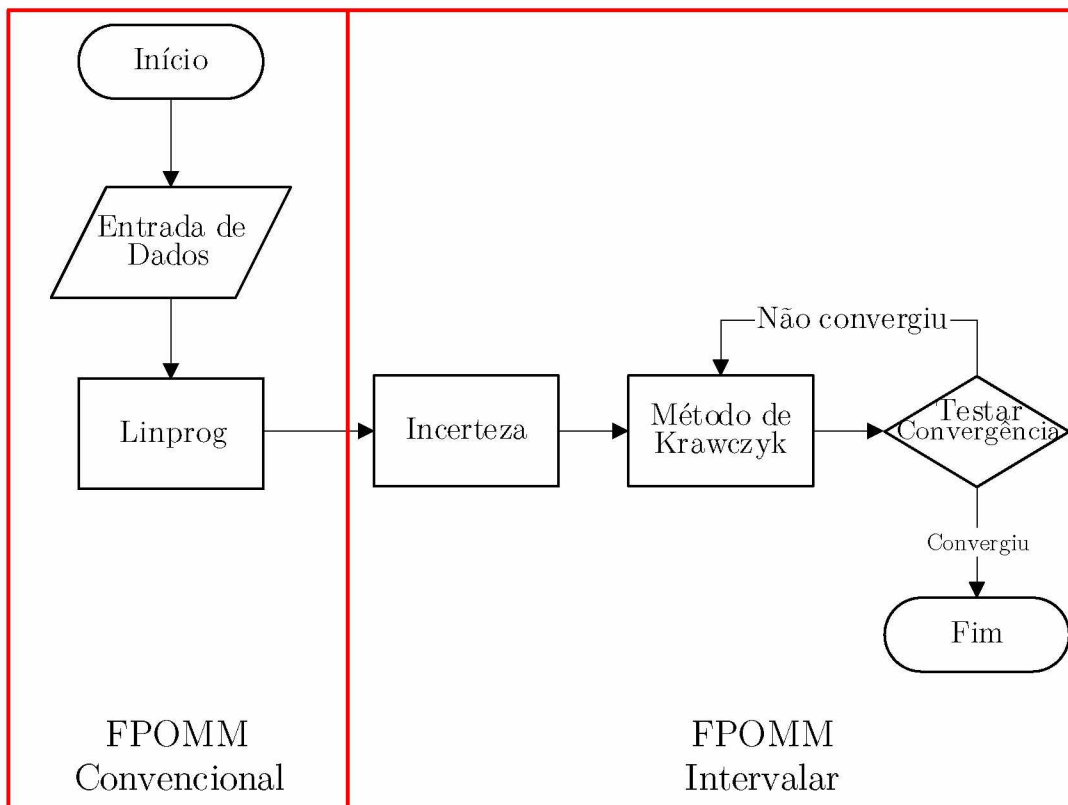 Início
Entrada de
Dados
Linprog
Incerteza
Método de
Krawczyk
Não convergiu
Testar
Convergência
Convergiu
Fim
FPOMM
Convencional
FPOMM
Intervalar